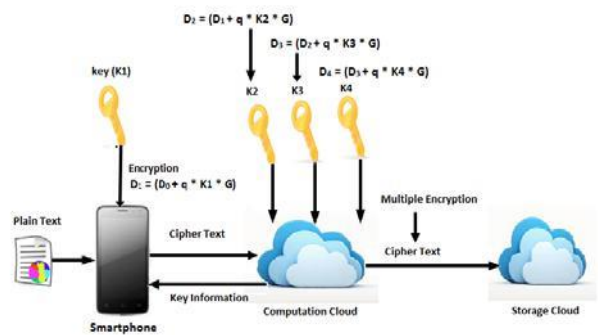 D₂ = (D₁ + q * K2 * G)
D₃ = (D₂ + q * K3 * G)
D₄ = (D₃ + q * K4 * G)
key (K1)
K2
K3
K4
Encryption
D₁ = (D₀ + q * K1 * G)
Plain Text
Cipher Text
Multiple Encryption
Cipher Text
Key Information
Computation Cloud
Storage Cloud
Smartphone